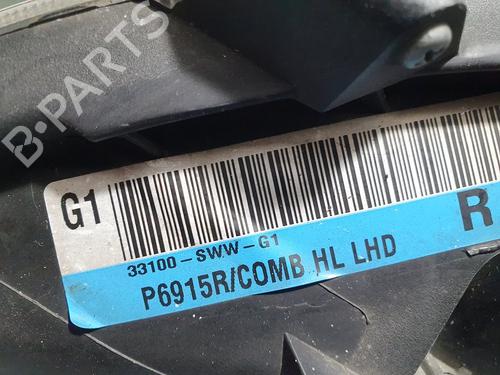 B-PARTS
G1
33100-SWW-G1
R
P6915R/COMB HL LHD